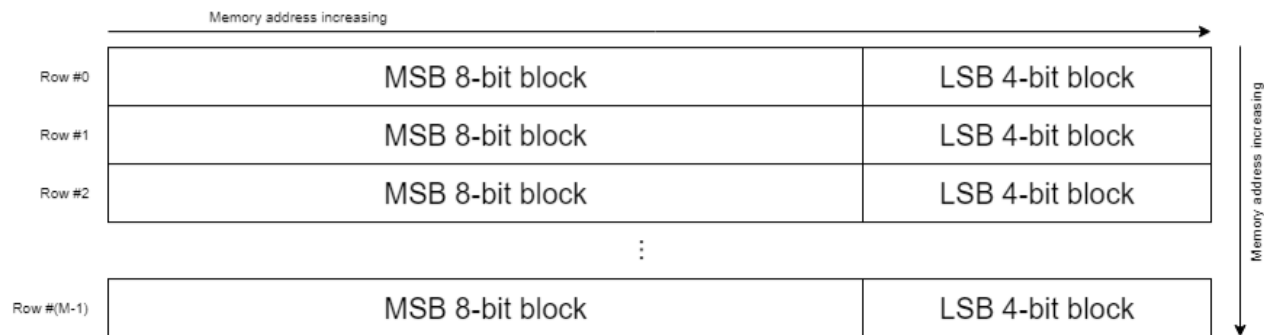 Memory address increasing
Row #0 MSB 8-bit block LSB 4-bit block
Row #1 MSB 8-bit block LSB 4-bit block
Row #2 MSB 8-bit block LSB 4-bit block
⋮
Row #(M-1) MSB 8-bit block LSB 4-bit block
Memory address increasing